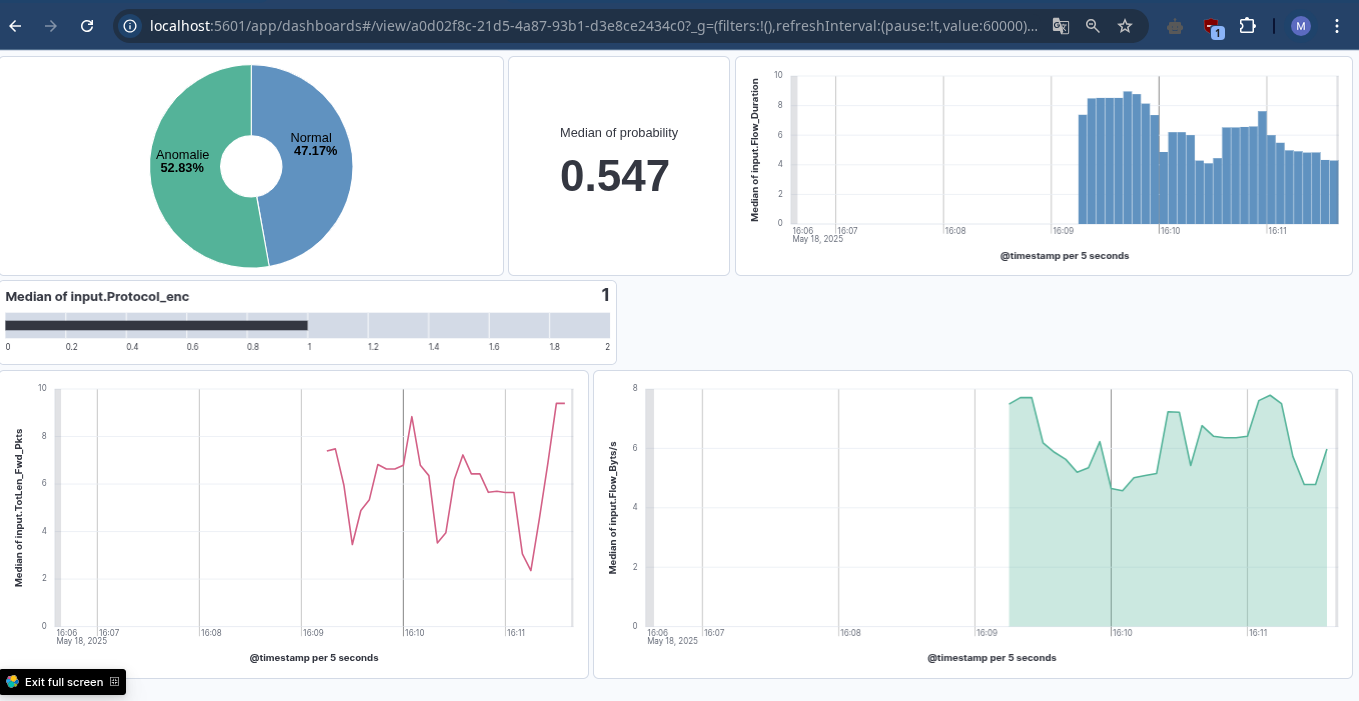 localhost:5601/app/dashboards#/view/a0d02f8c-21d5-4a87-93b1-d3e8ce2434c0?_g=(filters:!(),refreshInterval:(pause:!t,value:60000)...
1
M
Normal
47.17%
Anomalie
52.83%
Median of probability
0.547
Median of input.Flow_Duration
10
8
6
4
2
0
16:06
May 18, 2025
16:07
16:08
16:09
16:10
16:11
@timestamp per 5 seconds
Median of input.Protocol_enc
1
0 0.2 0.4 0.6 0.8 1 1.2 1.4 1.6 1.8 2
Median of input.TotLen_Fwd_Pkts
10
8
6
4
2
0
16:06
May 18, 2025
16:07
16:08
16:09
16:10
16:11
@timestamp per 5 seconds
Median of input.Flow_Byts/s
8
6
4
2
0
16:06
May 18, 2025
16:07
16:08
16:09
16:10
16:11
@timestamp per 5 seconds
Exit full screen